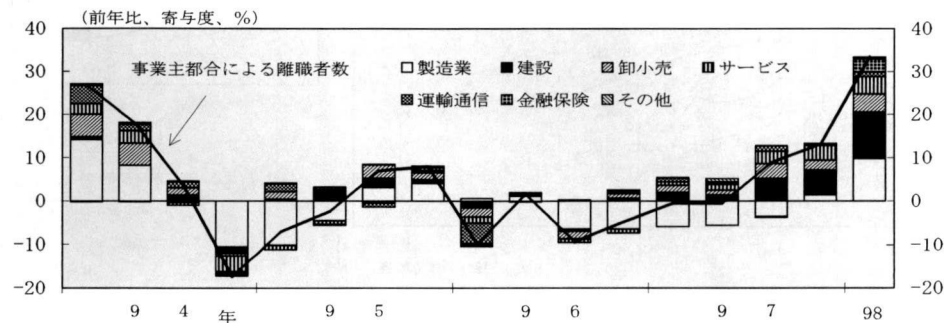 (前年比、寄与度、%)
40 40
30 30
事業主都合による離職者数
□製造業 ■建設 卸小売 サービス
運輸通信 金融保険 その他
20 20
10 10
0 0
-10 -10
-20 -20
9 4 年 9 5 9 6 9 7 98